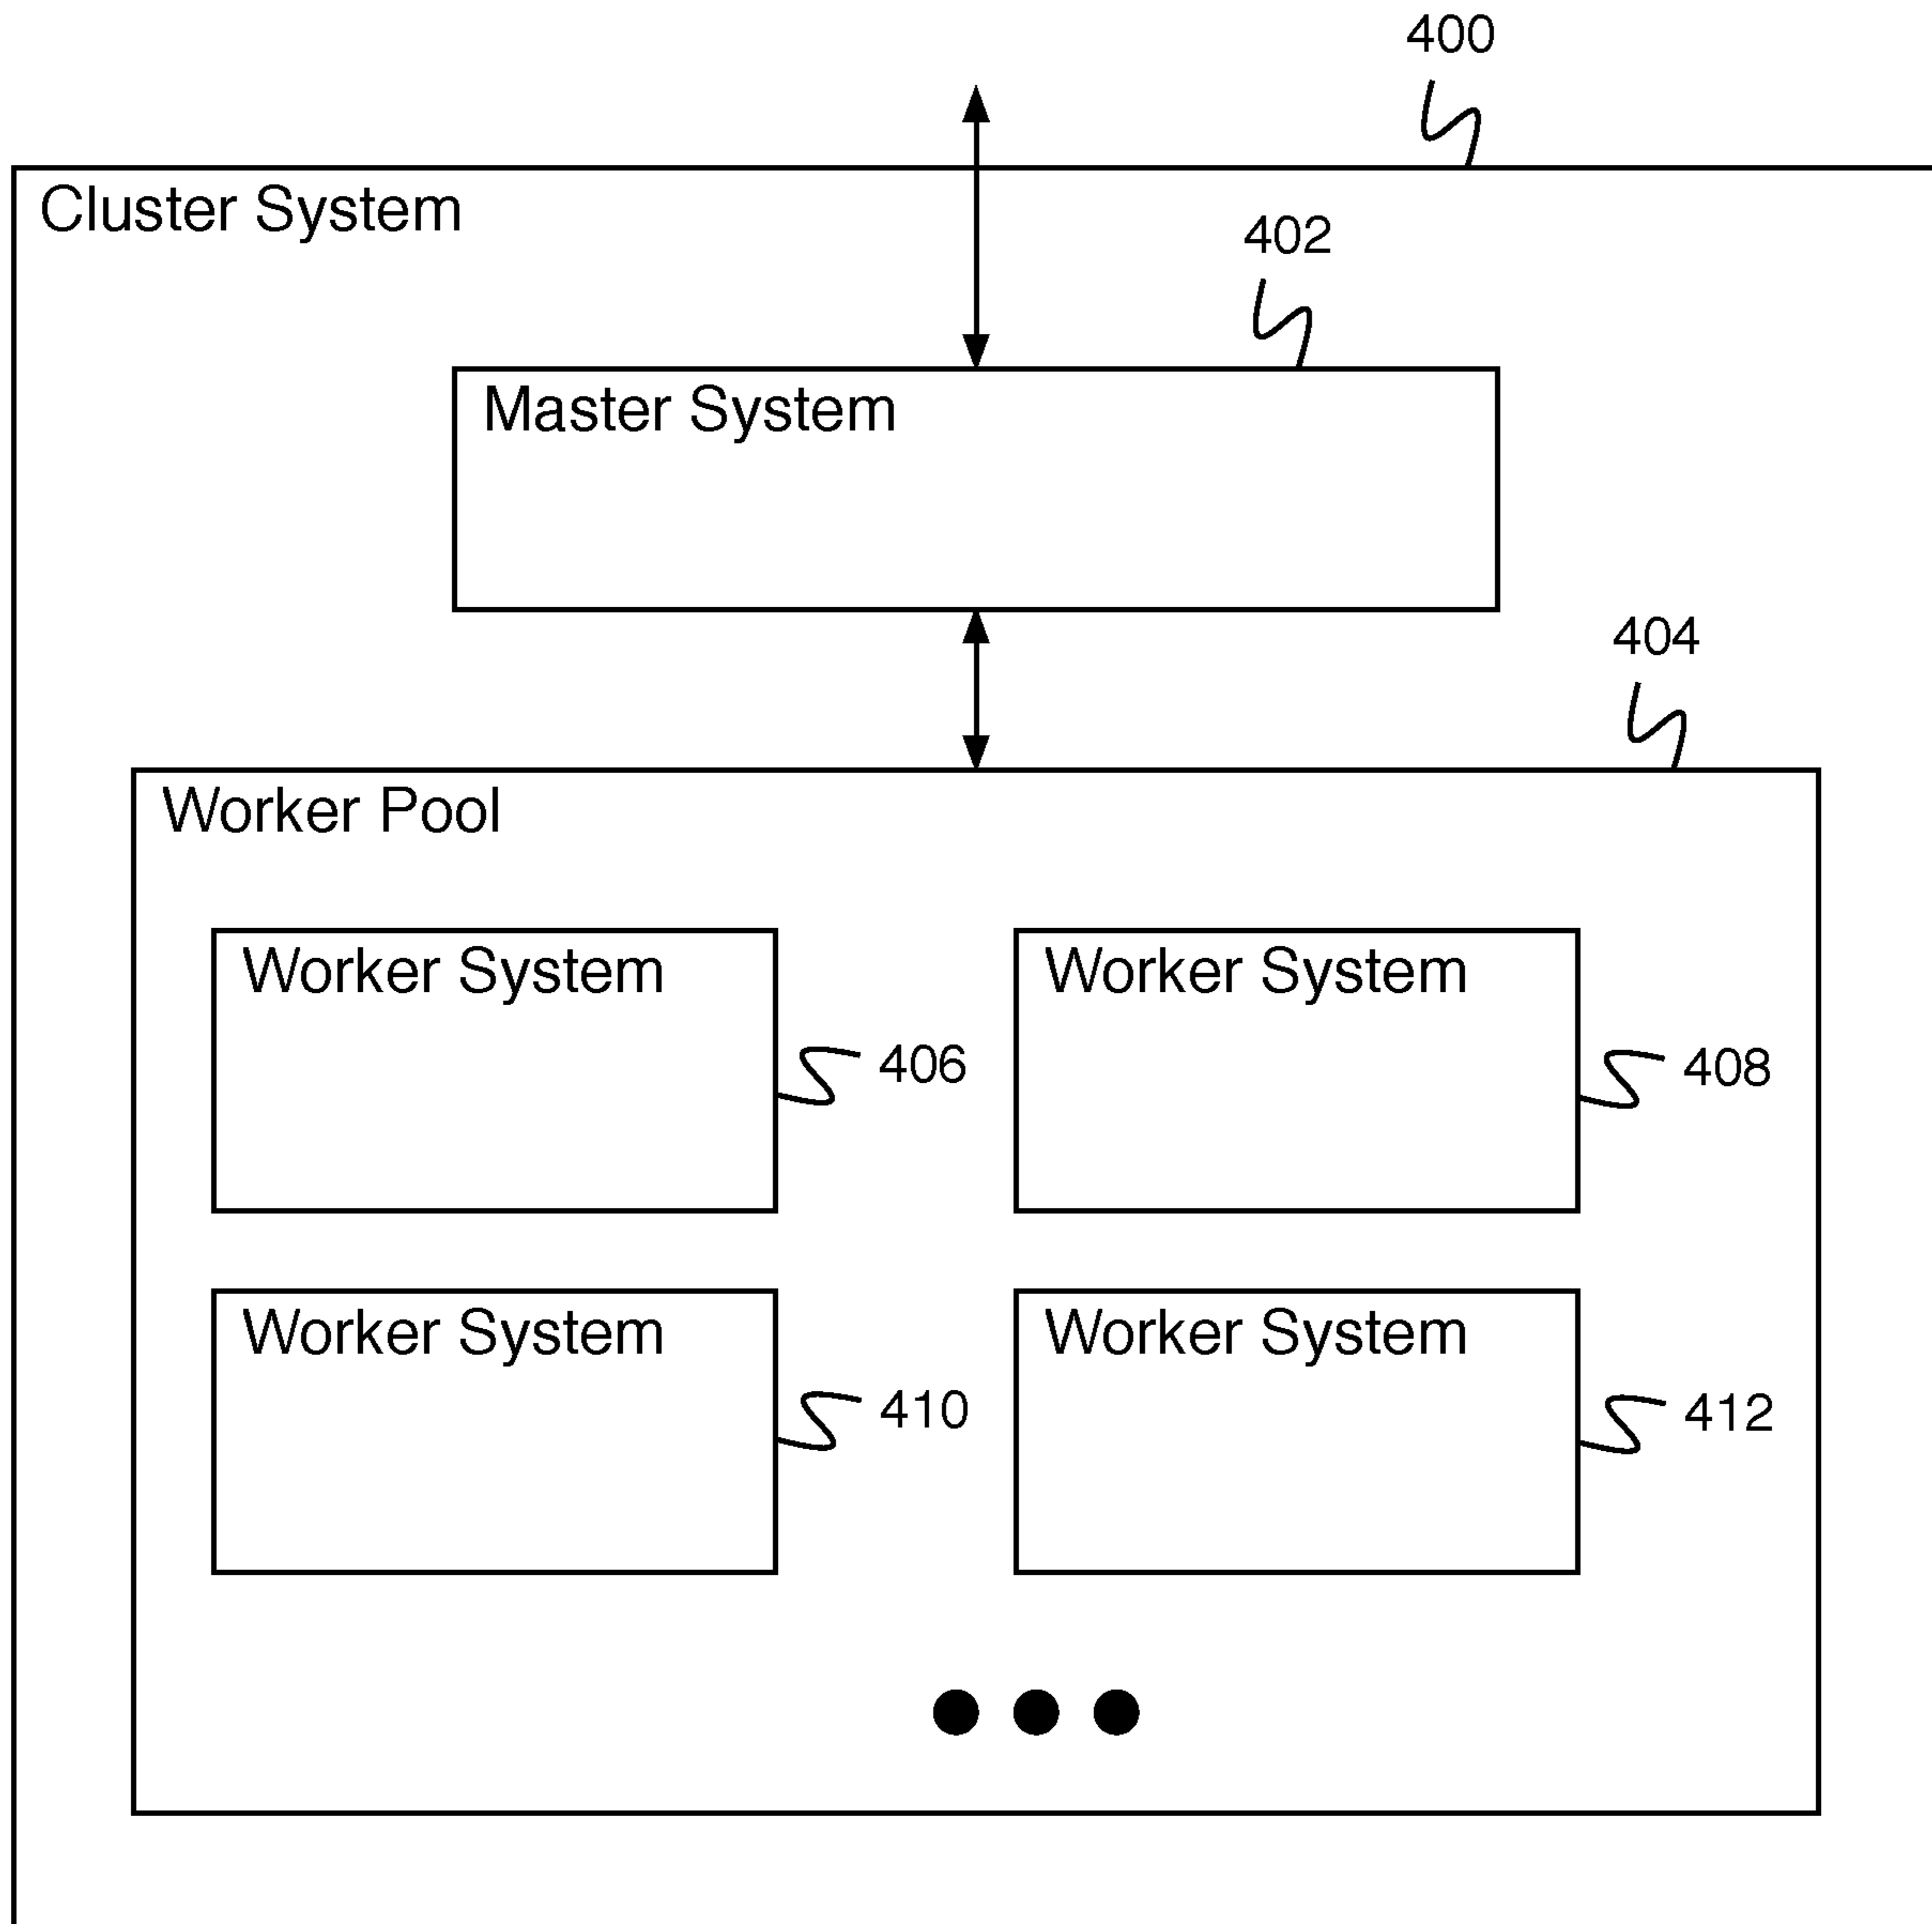 400
Cluster System
402
Master System
404
Worker Pool
Worker System
Worker System
406
408
Worker System
Worker System
410
412